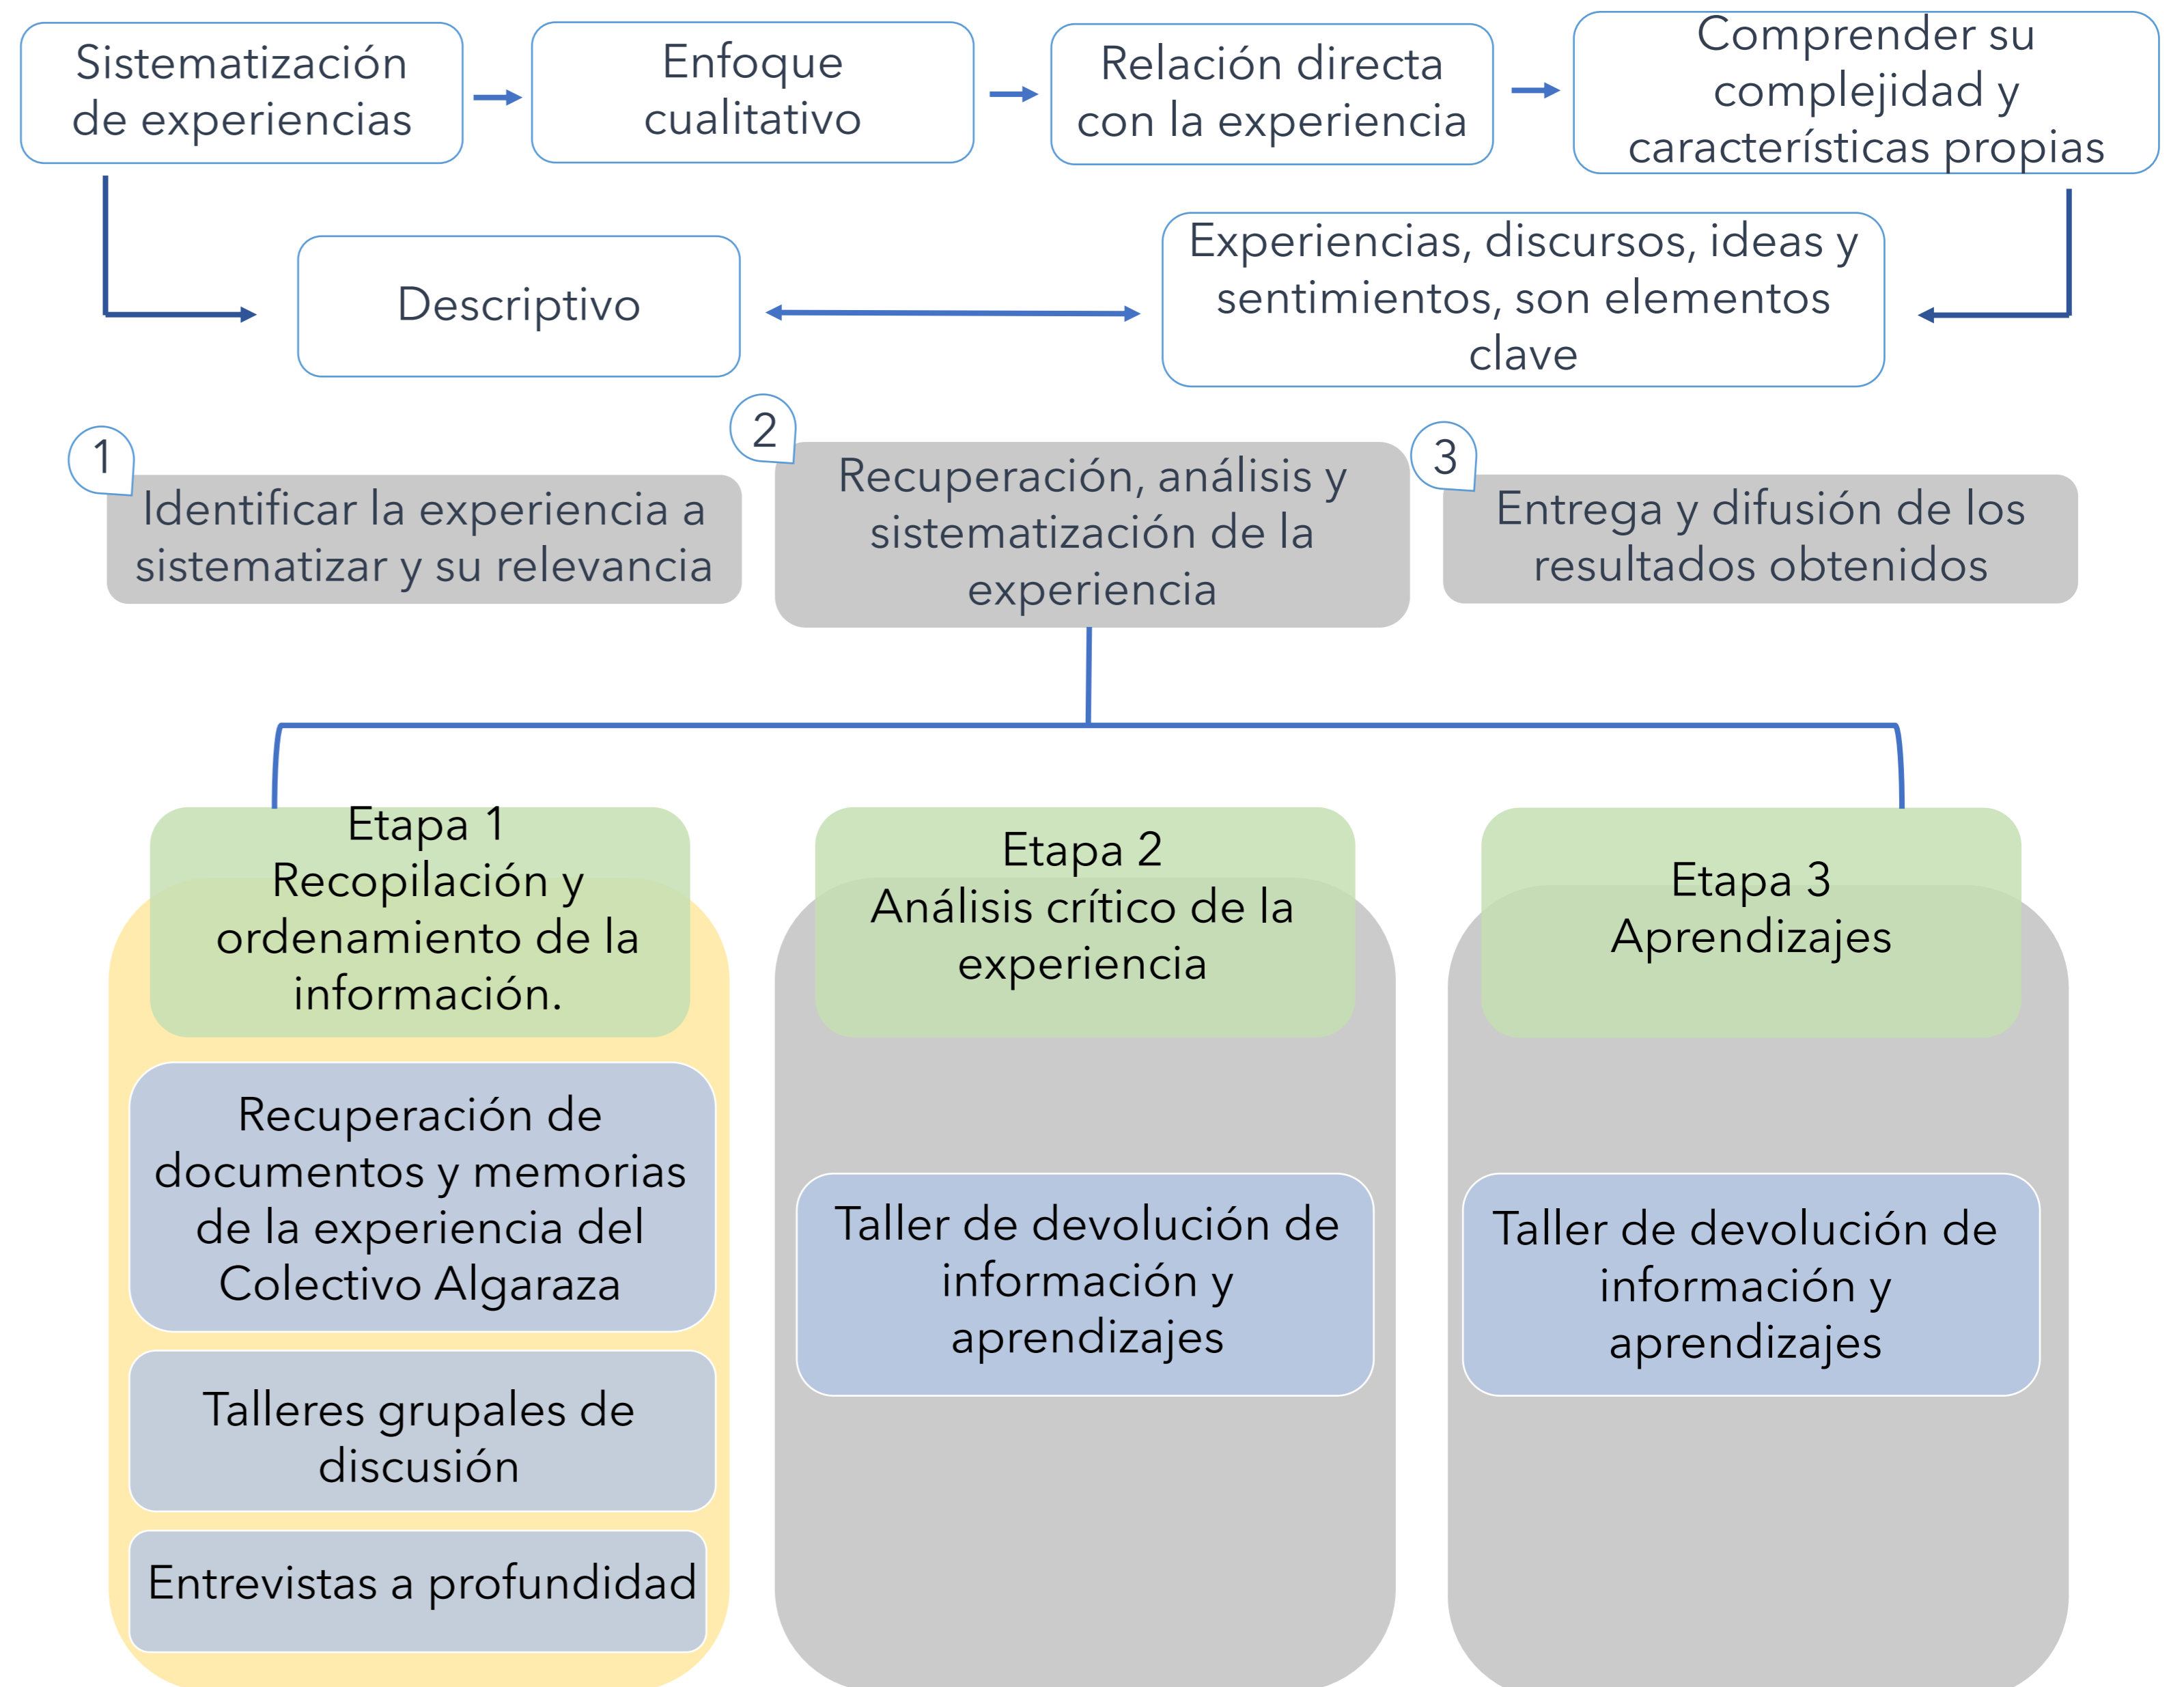 Sistematización
de experiencias
Enfoque
cualitativo
Relación directa
con la experiencia
Comprender su
complejidad y
características propias
Descriptivo
Experiencias, discursos, ideas y
sentimientos, son elementos
clave
1
Identificar la experiencia a
sistematizar y su relevancia
2
Recuperación, análisis y
sistematización de la
experiencia
3
Entrega y difusión de los
resultados obtenidos
Etapa 1
Recopilación y
ordenamiento de la
información.
Recuperación de
documentos y memorias
de la experiencia del
Colectivo Algaraza
Talleres grupales de
discusión
Entrevistas a profundidad
Etapa 2
Análisis crítico de la
experiencia
Taller de devolución de
información y
aprendizajes
Etapa 3
Aprendizajes
Taller de devolución de
información y
aprendizajes